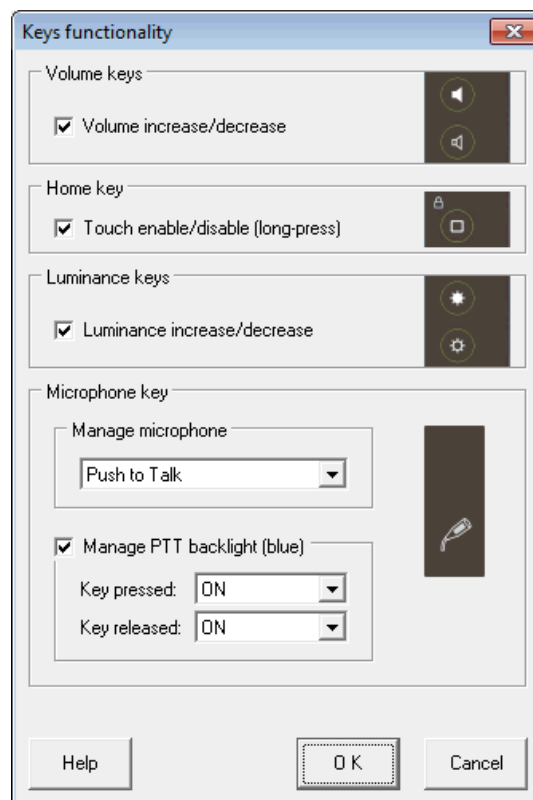 Keys functionality
Volume keys
Volume increase/decrease
Home key
Touch enable/disable (long-press)
Luminance keys
Luminance increase/decrease
Microphone key
Manage microphone
Push to Talk
Manage PTT backlight (blue)
Key pressed: ON
Key released: ON
Help O K Cancel